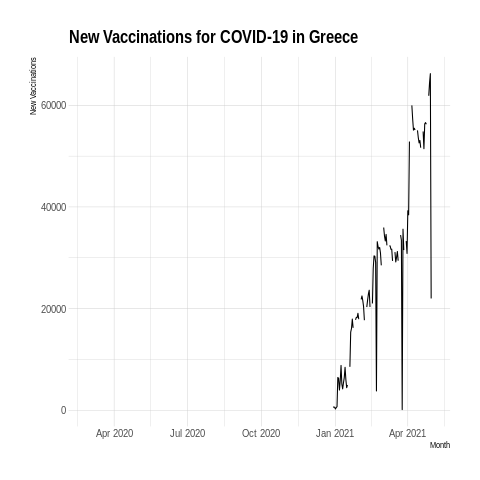 New Vaccinations for COVID-19 in Greece
New Vaccinations
60000
40000
20000
0
Apr 2020 Jul 2020 Oct 2020 Jan 2021 Apr 2021
Month